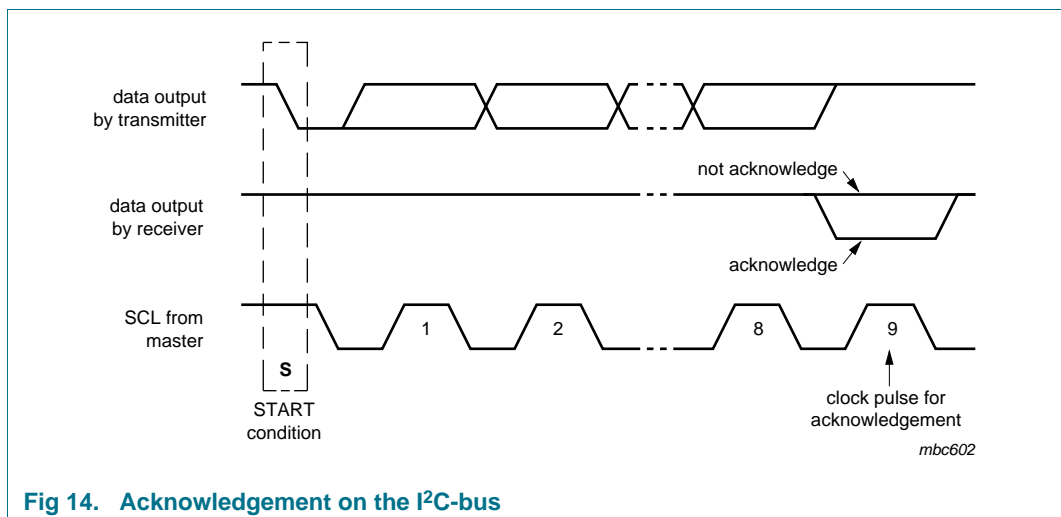 data output
by transmitter
not acknowledge
data output
by receiver
acknowledge
SCL from
master
1
2
8
9
S
START
condition
clock pulse for
acknowledgement
mbc602
Fig 14. Acknowledgement on the I²C-bus